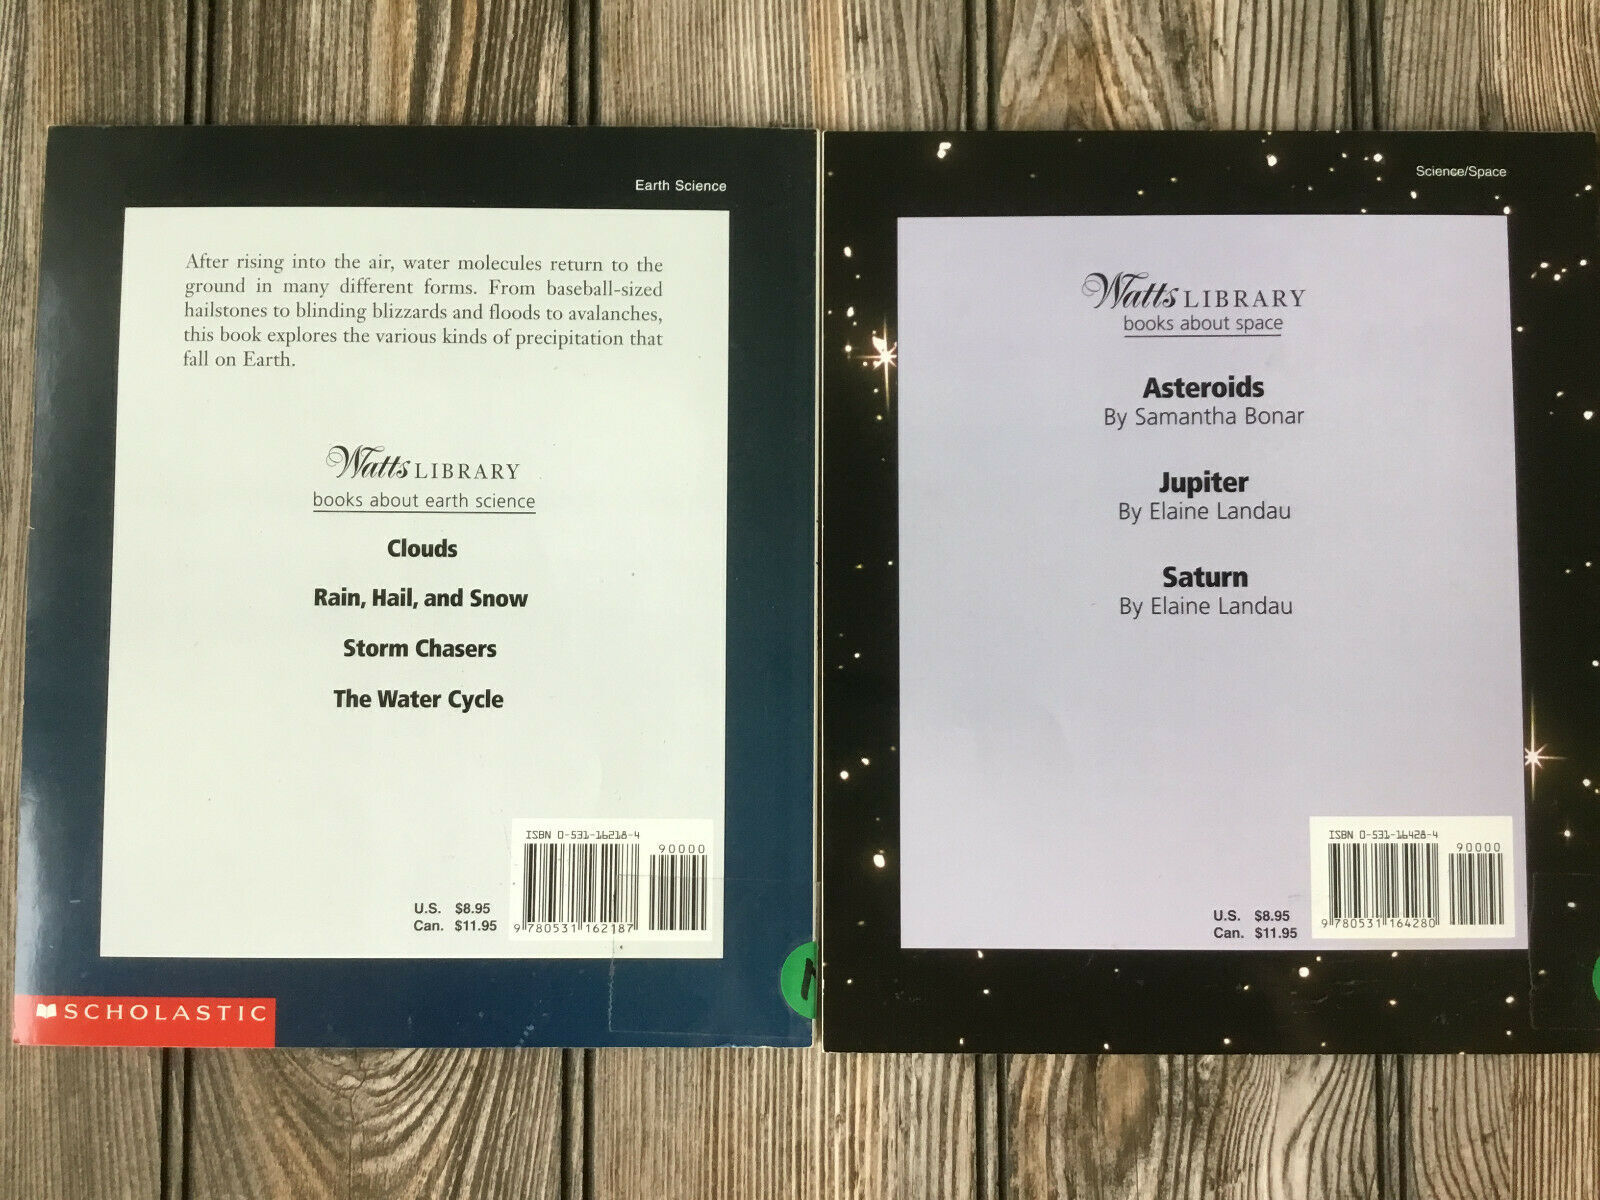 Earth Science
After rising into the air, water molecules return to the
ground in many different forms. From baseball-sized
hailstones to blinding blizzards and floods to avalanches,
this book explores the various kinds of precipitation that
fall on Earth.
Watts LIBRARY
books about earth science
Clouds
Rain, Hail, and Snow
Storm Chasers
The Water Cycle
ISBN 0-531-16218-4
90000
U.S. $8.95
Can. $11.95
9 780531 162187
SCHOLASTIC
Science/Space
Watts LIBRARY
books about space
Asteroids
By Samantha Bonar
Jupiter
By Elaine Landau
Saturn
By Elaine Landau
ISBN 0-531-16428-4
90000
U.S. $8.95
Can. $11.95
9 780531 164280